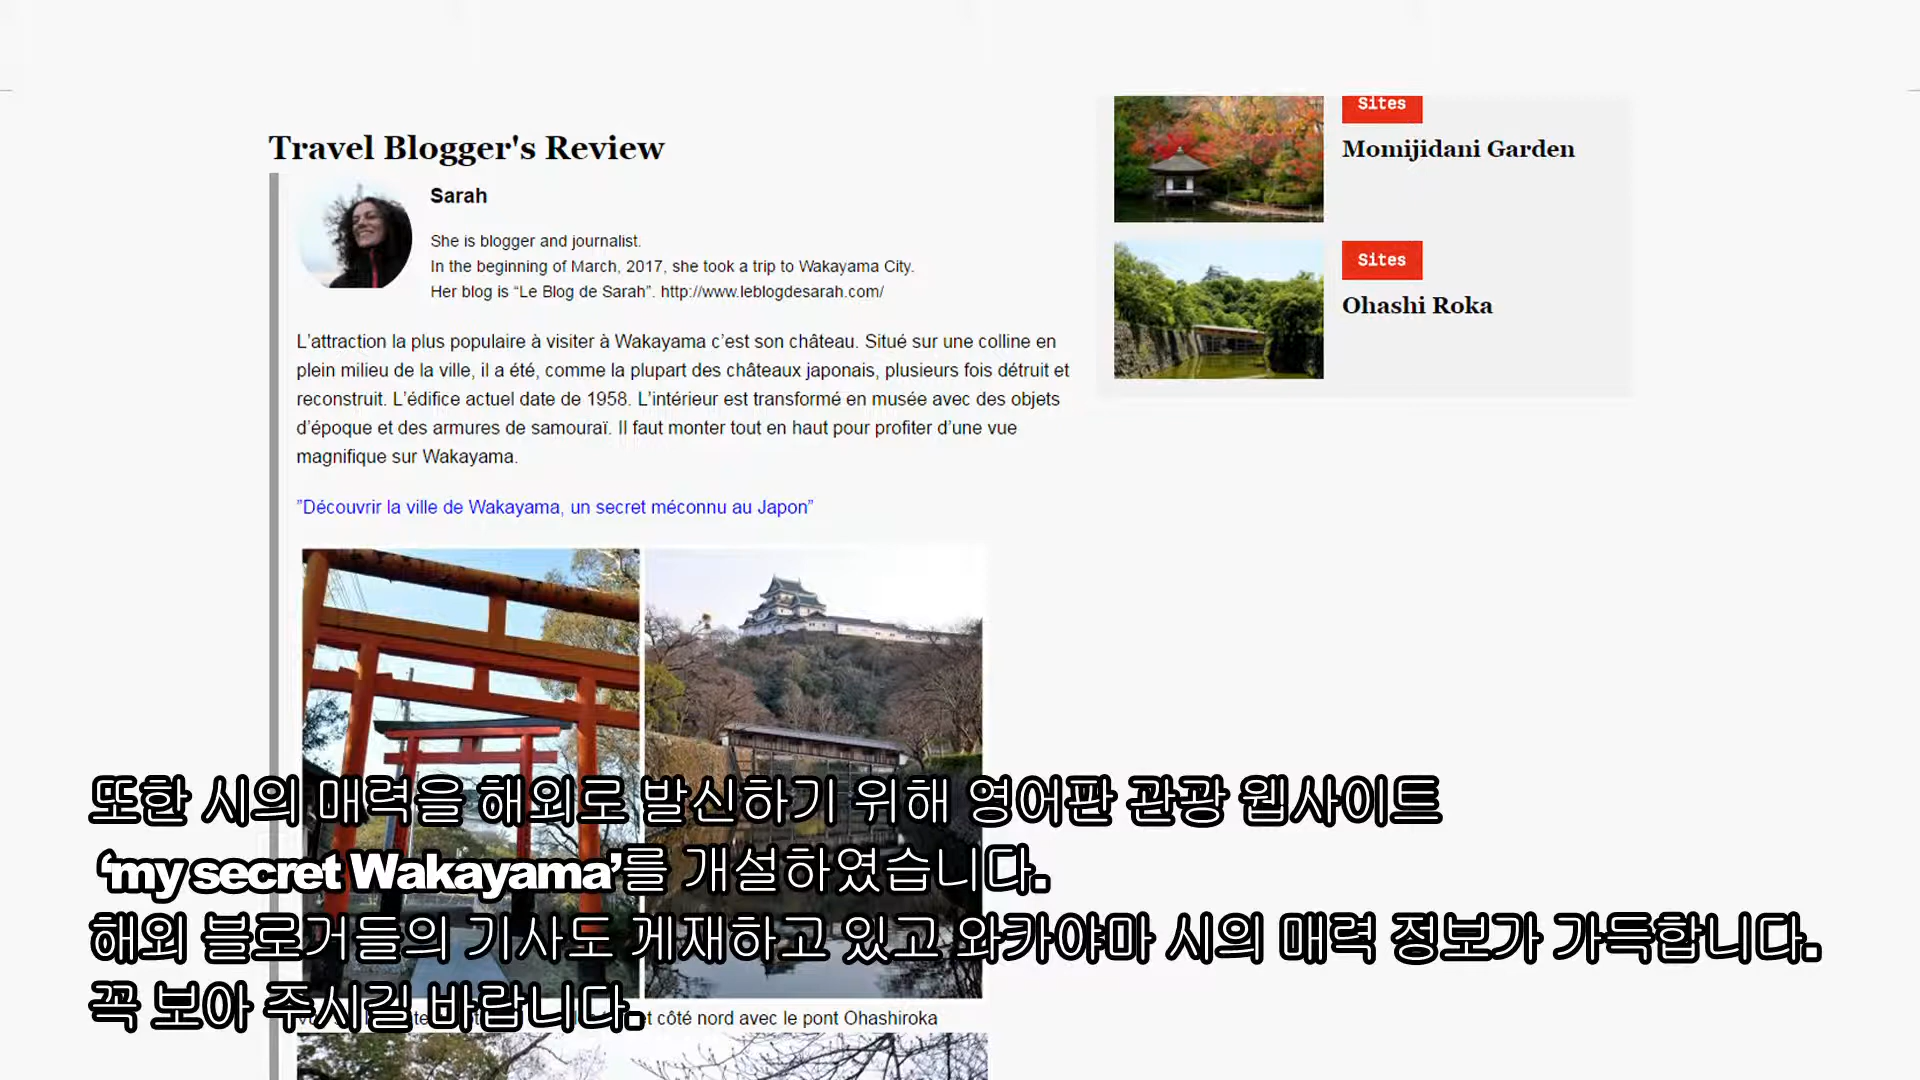 Travel Blogger's Review
Sarah
She is blogger and journalist.
In the beginning of March, 2017, she took a trip to Wakayama City.
Her blog is “Le Blog de Sarah”. http://www.leblogdesarah.com/
L’attraction la plus populaire à visiter à Wakayama c’est son château. Situé sur une colline en
plein milieu de la ville, il a été, comme la plupart des châteaux japonais, plusieurs fois détruit et
reconstruit. L’édifice actuel date de 1958. L’intérieur est transformé en musée avec des objets
d’époque et des armures de samouraï. Il faut monter tout en haut pour profiter d’une vue
magnifique sur Wakayama.
”Découvrir la ville de Wakayama, un secret méconnu au Japon”
Sites
Momijidani Garden
Sites
Ohashi Roka
또한 시의 매력을 해외로 발신하기 위해 영어판 관광 웹사이트
‘my secret Wakayama’를 개설하였습니다.
해외 블로거들의 기사도 게재하고 있고 와카야마 시의 매력 정보가 가득합니다.
꼭 보아 주시길 바랍니다.
et côté nord avec le pont Ohashiroka